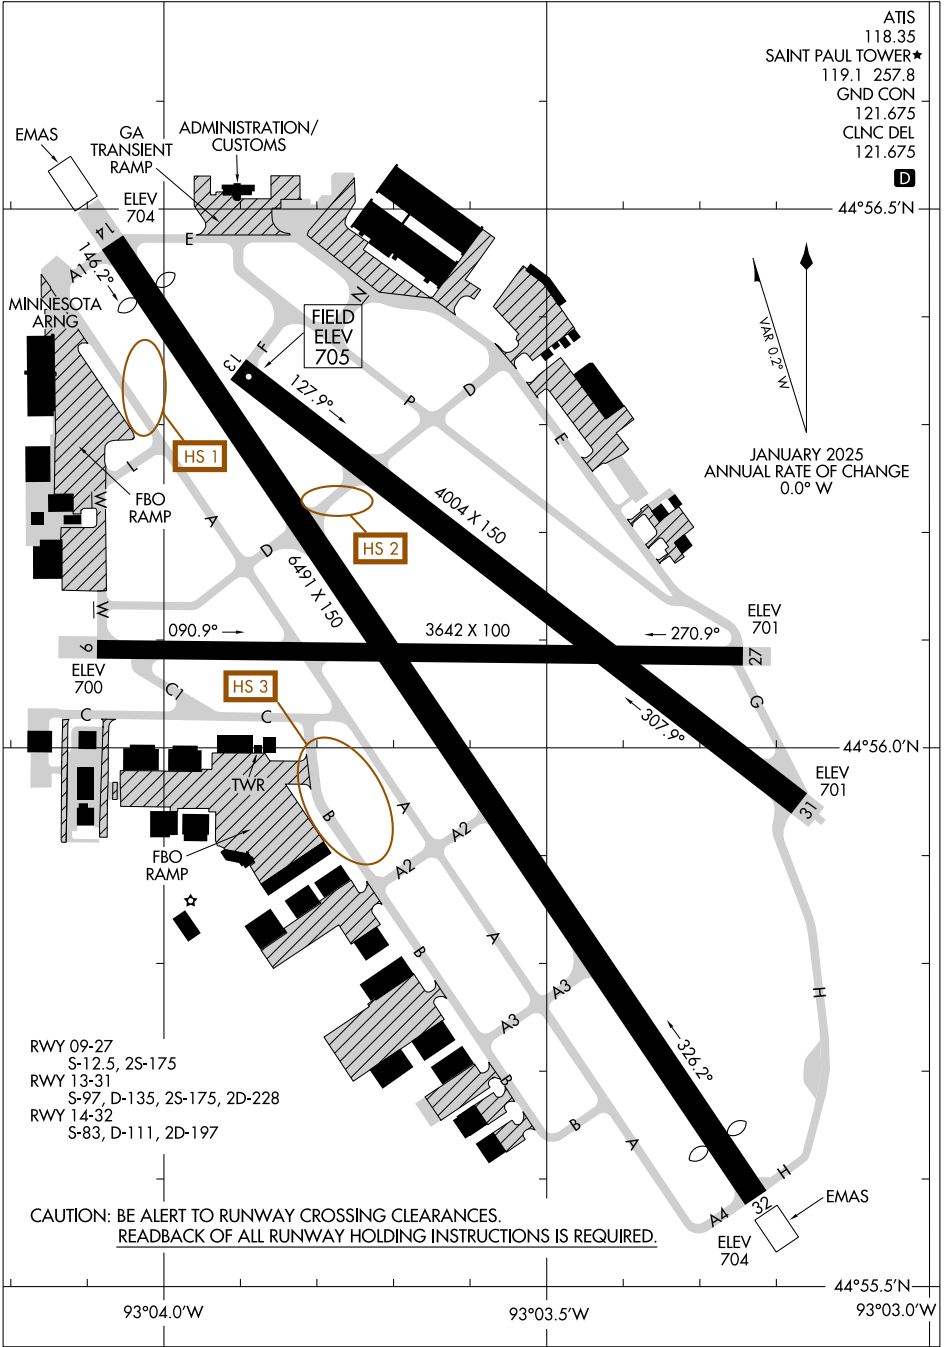 ATIS
118.35
SAINT PAUL TOWER★
119.1 257.8
GND CON
121.675
CLNC DEL
121.675
D
EMAS
GA
TRANSIENT
RAMP
ADMINISTRATION/
CUSTOMS
ELEV
704
44°56.5'N
14
E
A1
146.2°
MINNESOTA
ARNG
N
FIELD
ELEV
705
VAR 0.2° W
F
13
127.9°
P
D
E
JANUARY 2025
ANNUAL RATE OF CHANGE
0.0° W
HS 1
L
FBO
RAMP
W
A
D
4004 X 150
HS 2
6491 X 150
W
ELEV
701
9
090.9°
3642 X 100
270.9°
27
ELEV
700
HS 3
C1
C
C
G
307.9°
44°56.0'N
TWR
ELEV
701
31
B
A
A2
A2
FBO
RAMP
A
B
H
A3
A3
326.2°
RWY 09-27
S-12.5, 2S-175
RWY 13-31
S-97, D-135, 2S-175, 2D-228
RWY 14-32
S-83, D-111, 2D-197
B
B
A
H
EMAS
A4
32
CAUTION: BE ALERT TO RUNWAY CROSSING CLEARANCES.
READBACK OF ALL RUNWAY HOLDING INSTRUCTIONS IS REQUIRED.
ELEV
704
44°55.5'N
93°04.0'W
93°03.5'W
93°03.0'W